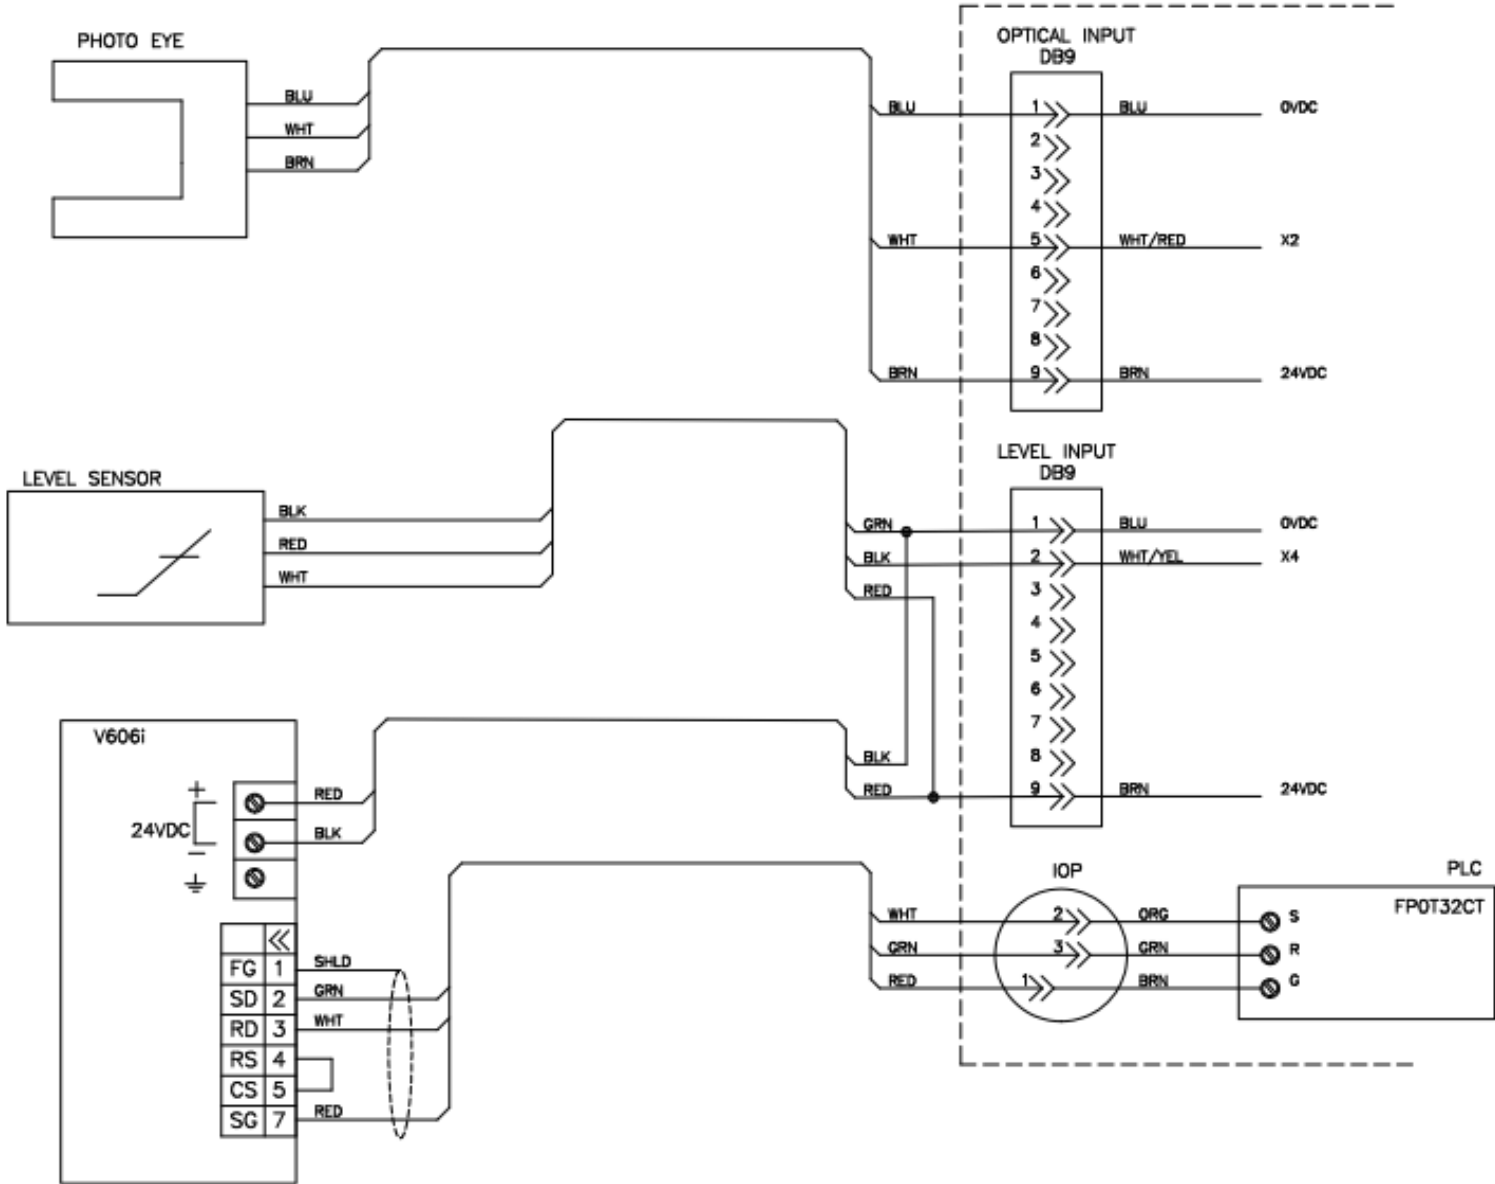 PHOTO EYE
BLU
WHT
BRN
OPTICAL INPUT
DB9
BLU 1 BLU 0VDC
2
3
4
WHT 5 WHT/RED X2
6
7
8
BRN 9 BRN 24VDC
LEVEL SENSOR
BLK
RED
WHT
LEVEL INPUT
DB9
GRN 1 BLU 0VDC
BLK 2 WHT/YEL X4
RED 3
4
5
6
7
BLK 8
RED 9 BRN 24VDC
V606i
+ RED
24VDC
- BLK
FG 1 SHLD
SD 2 GRN
RD 3 WHT
RS 4
CS 5
SG 7 RED
IOP
PLC
FP0T32CT
WHT 2 ORG S
GRN 3 GRN R
RED 1 BRN G